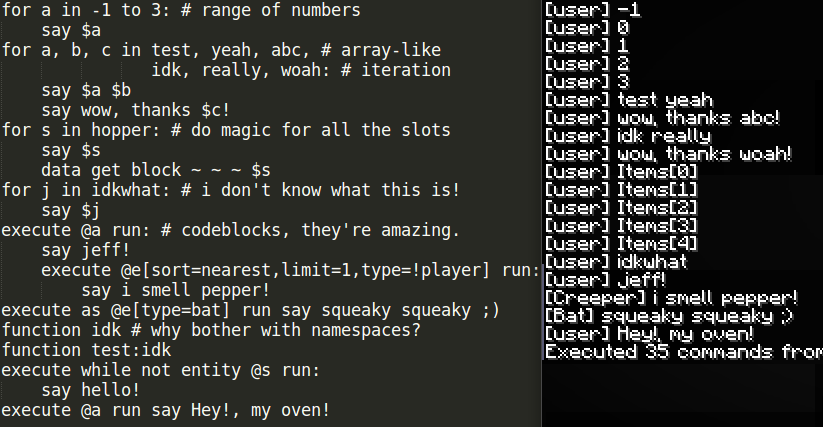 for a in -1 to 3: # range of numbers
say $a
for a, b, c in test, yeah, abc, # array-like
idk, really, woah: # iteration
say $a $b
say wow, thanks $c!
for s in hopper: # do magic for all the slots
say $s
data get block ~ ~ ~ $s
for j in idkwhat: # i don't know what this is!
say $j
execute @a run: # codeblocks, they're amazing.
say jeff!
execute @e[sort=nearest,limit=1,type=!player] run:
say i smell pepper!
execute as @e[type=bat] run say squeaky squeaky ;)
function idk # why bother with namespaces?
function test:idk
execute while not entity @s run:
say hello!
execute @a run say Hey!, my oven!
[user] -1
[user] 0
[user] 1
[user] 2
[user] 3
[user] test yeah
[user] wow, thanks abc!
[user] idk really
[user] wow, thanks woah!
[user] Items[0]
[user] Items[1]
[user] Items[2]
[user] Items[3]
[user] Items[4]
[user] idkwhat
[user] jeff!
[Creeper] i smell pepper!
[Bat] squeaky squeaky ;)
[user] Hey!, my oven!
Executed 35 commands from